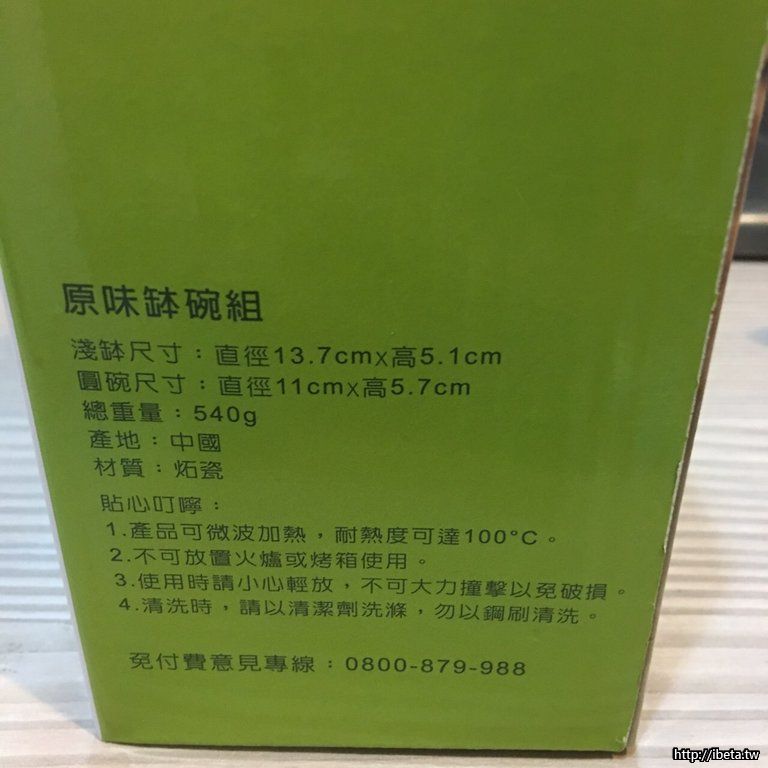 原味缽碗組
淺缽尺寸：直徑13.7cmx高5.1cm
圓碗尺寸：直徑11cmx高5.7cm
總重量：540g
產地：中國
材質：炻瓷
貼心叮嚀：
1.產品可微波加熱，耐熱度可達100°C。
2.不可放置火爐或烤箱使用。
3.使用時請小心輕放，不可大力撞擊以免破損。
4.清洗時，請以清潔劑洗滌，勿以鋼刷清洗。
免付費意見專線：0800-879-988
http://ibeta.tw